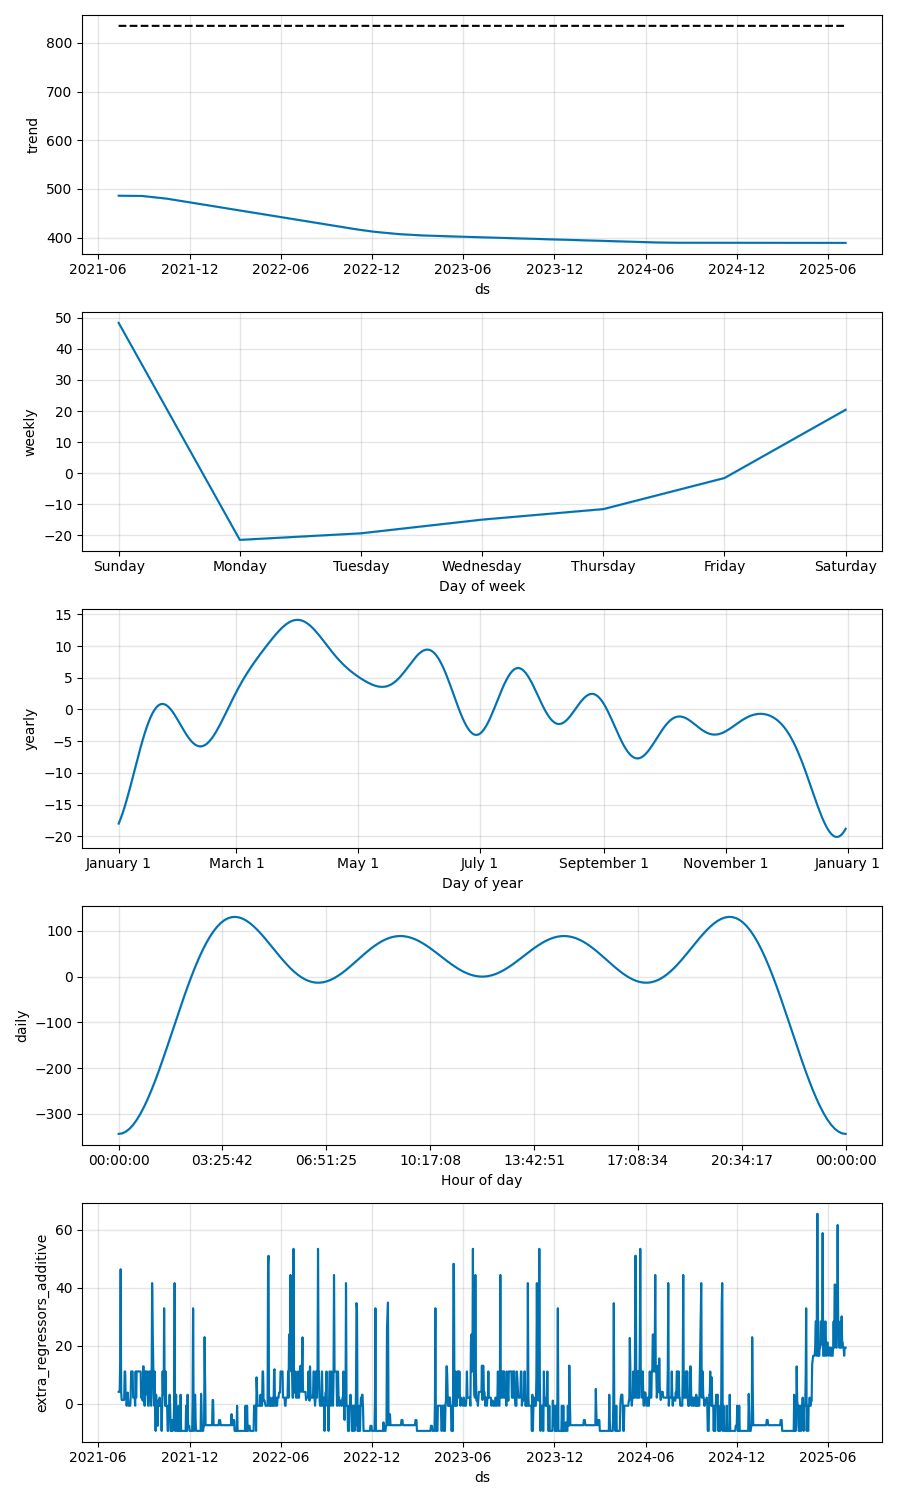 800
700
600
500
400
trend
2021-06 2021-12 2022-06 2022-12 2023-06 2023-12 2024-06 2024-12 2025-06
ds
50
40
30
20
10
0
−10
−20
weekly
Sunday Monday Tuesday Wednesday Thursday Friday Saturday
Day of week
15
10
5
0
−5
−10
−15
−20
yearly
January 1 March 1 May 1 July 1 September 1 November 1 January 1
Day of year
100
0
−100
−200
−300
daily
00:00:00 03:25:42 06:51:25 10:17:08 13:42:51 17:08:34 20:34:17 00:00:00
Hour of day
60
40
20
0
extra_regressors_additive
2021-06 2021-12 2022-06 2022-12 2023-06 2023-12 2024-06 2024-12 2025-06
ds